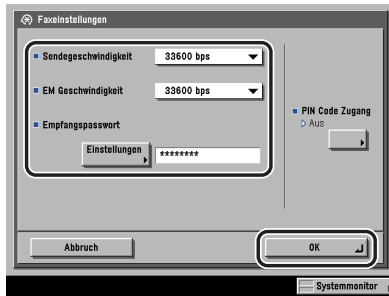 Faxeinstellungen
Sendegeschwindigkeit 33600 bps
EM Geschwindigkeit 33600 bps
PIN Code Zugang
Aus
Empfangspasswort
Einstellungen ********
Abbruch OK
Systemmonitor